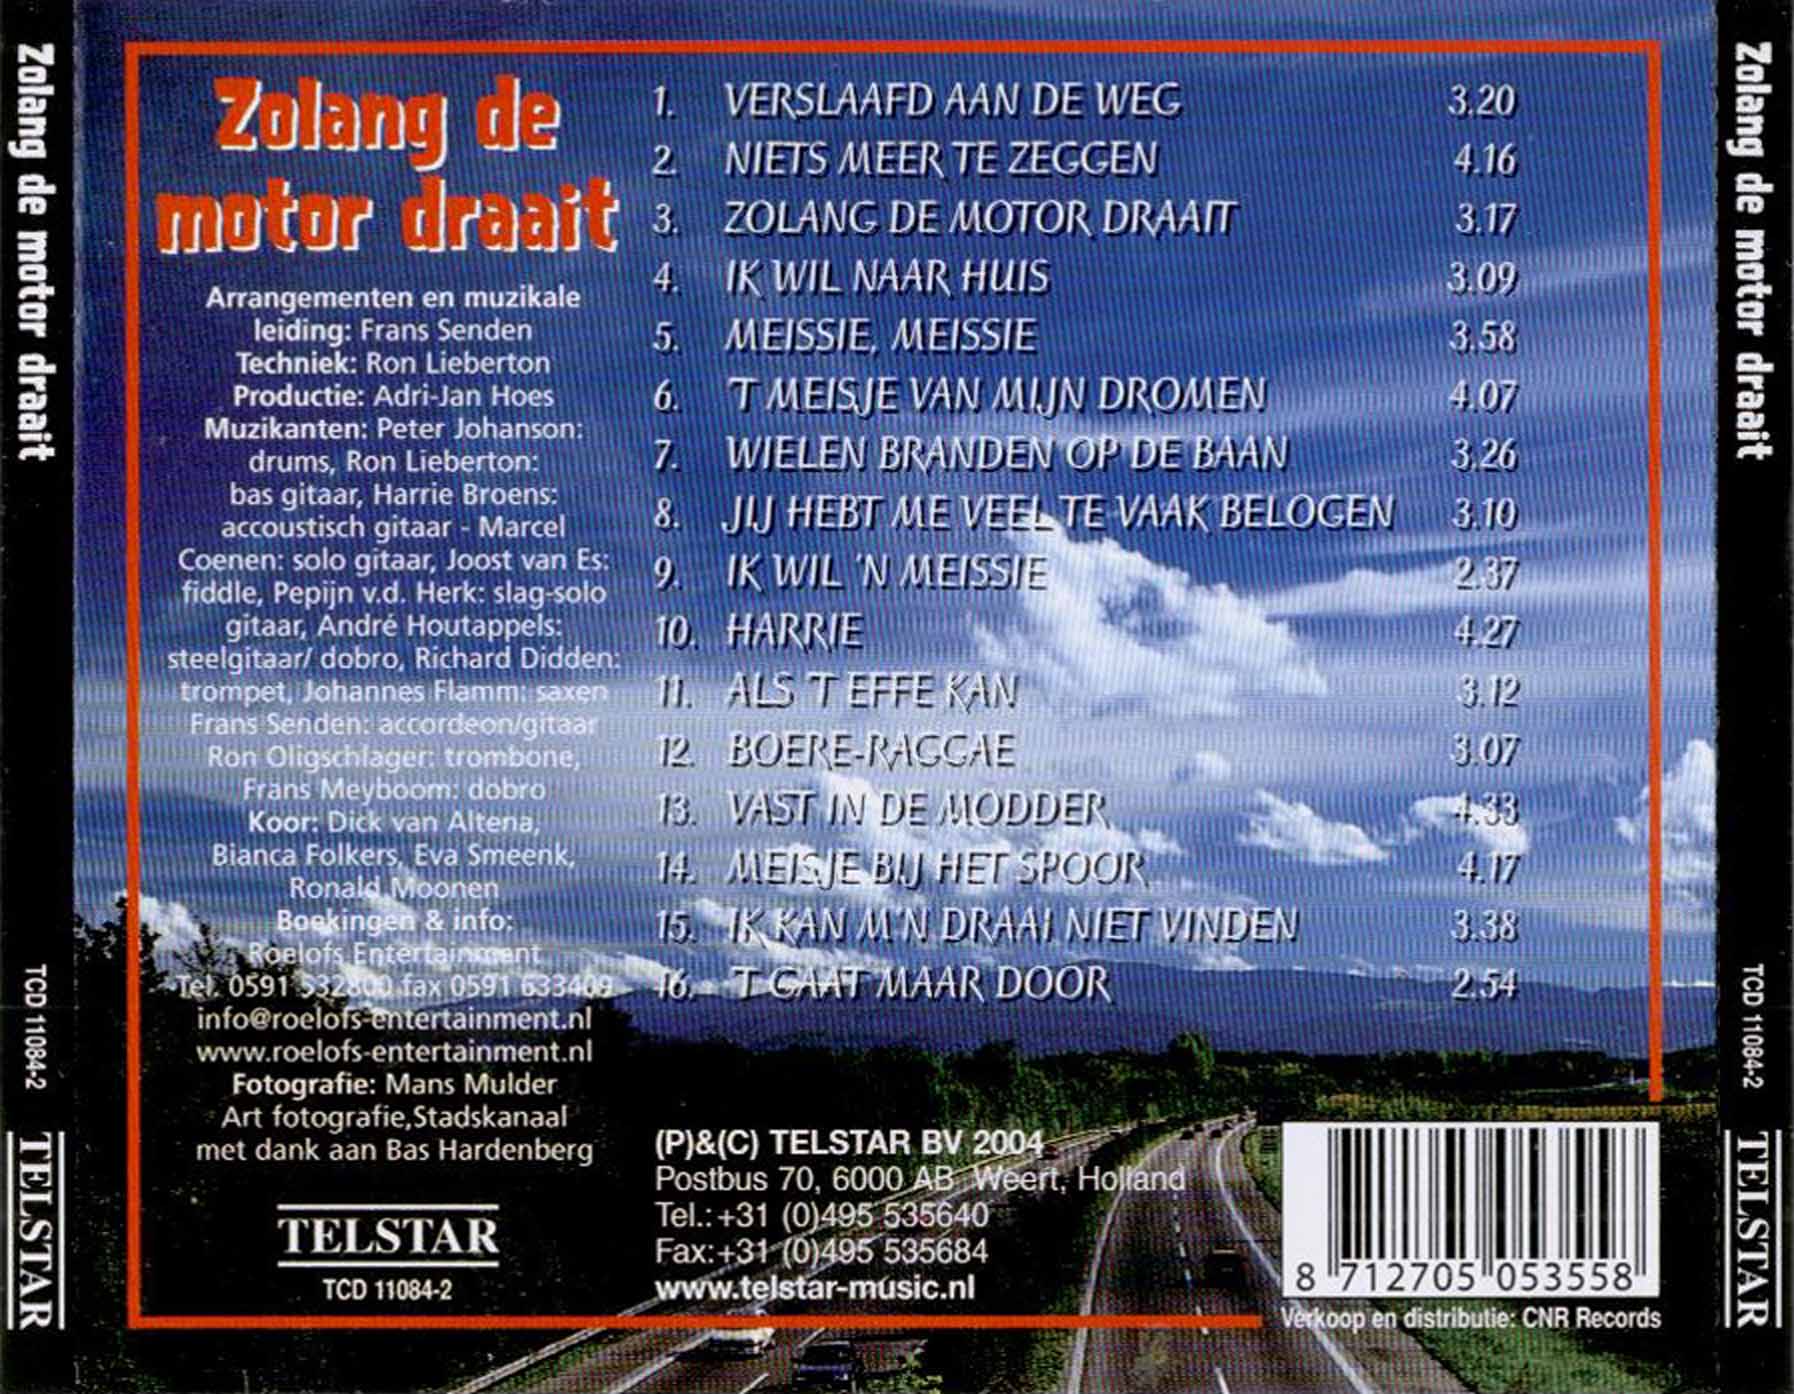 Zolang de motor draait
TCD 11084-2
TELSTAR
Zolang de
motor draait
Arrangementen en muzikale
leiding: Frans Senden
Techniek: Ron Lieberton
Productie: Adri-Jan Hoes
Muzikanten: Peter Johanson:
drums, Ron Lieberton:
bas gitaar, Harrie Broens:
accoustisch gitaar - Marcel
Coenen: solo gitaar, Joost van Es:
fiddle, Pepijn v.d. Herk: slag-solo
gitaar, André Houtappels:
steelgitaar/ dobro, Richard Didden:
trompet, Johannes Flamm: saxen
Frans Senden: accordeon/gitaar
Ron Oligschlager: trombone,
Frans Meyboom: dobro
Koor: Dick van Altena,
Bianca Folkers, Eva Smeenk,
Ronald Moonen
Boekingen & info:
Roelofs Entertainment
Tel. 0591 632800 fax 0591 633409
info@roelofs-entertainment.nl
www.roelofs-entertainment.nl
Fotografie: Mans Mulder
Art fotografie,Stadskanaal
met dank aan Bas Hardenberg
TELSTAR
TCD 11084-2
1. VERSLAAFD AAN DE WEG 3.20
2. NIETS MEER TE ZEGGEN 4.16
3. ZOLANG DE MOTOR DRAAIT 3.17
4. IK WIL NAAR HUIS 3.09
5. MEISSIE, MEISSIE 3.58
6. 'T MEISJE VAN MIJN DROMEN 4.07
7. WIELEN BRANDEN OP DE BAAN 3.26
8. JIJ HEBT ME VEEL TE VAAK BELOGEN 3.10
9. IK WIL 'N MEISSIE 2.37
10. HARRIE 4.27
11. ALS 'T EFFE KAN 3.12
12. BOERE-RAGGAE 3.07
13. VAST IN DE MODDER 4.33
14. MEISJE BIJ HET SPOOR 4.17
15. IK KAN M'N DRAAI NIET VINDEN 3.38
16. 'T GAAT MAAR DOOR 2.54
(P)&(C) TELSTAR BV 2004
Postbus 70, 6000 AB Weert, Holland
Tel.:+31 (0)495 535640
Fax:+31 (0)495 535684
www.telstar-music.nl
8 712705 053558
Verkoop en distributie: CNR Records
Zolang de motor draait
TCD 11084-2
TELSTAR